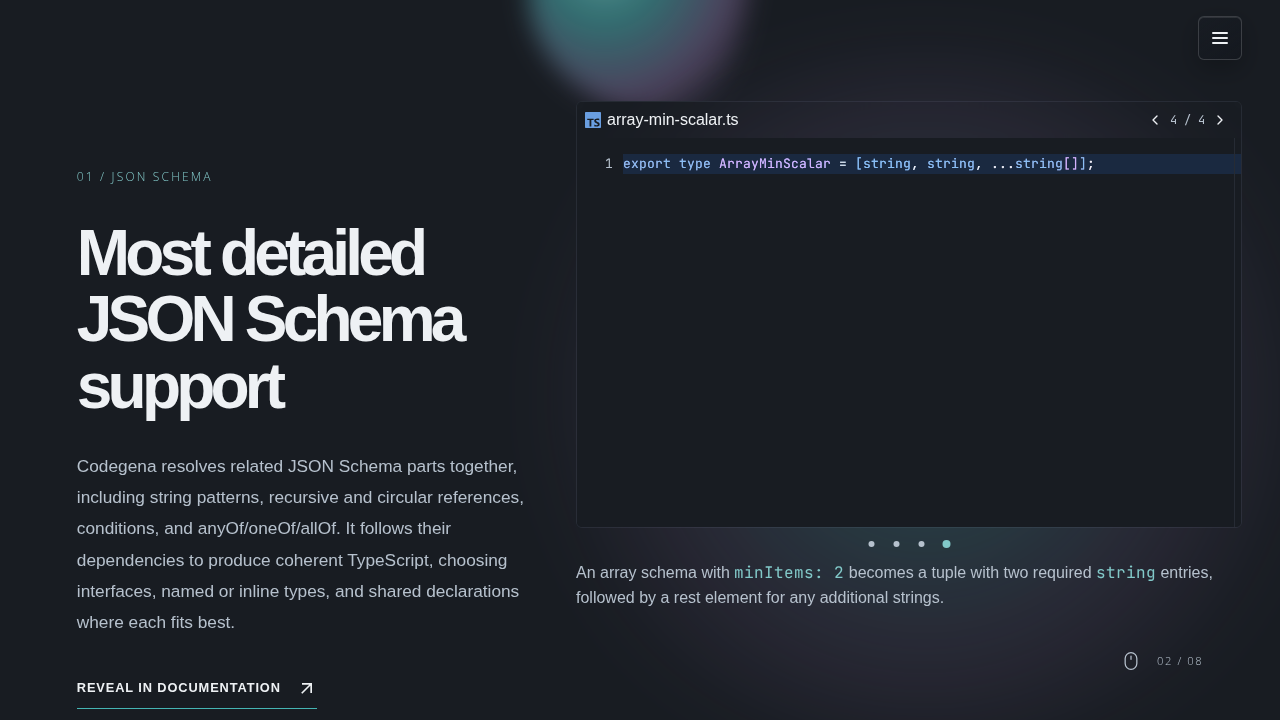 TS array-min-scalar.ts
4 / 4
1 export type ArrayMinScalar = [string, string, ...string[]];
01 / JSON SCHEMA
Most detailed
JSON Schema
support
Codegena resolves related JSON Schema parts together,
including string patterns, recursive and circular references,
conditions, and anyOf/oneOf/allOf. It follows their
dependencies to produce coherent TypeScript, choosing
interfaces, named or inline types, and shared declarations
where each fits best.
REVEAL IN DOCUMENTATION
An array schema with minItems: 2 becomes a tuple with two required string entries,
followed by a rest element for any additional strings.
02 / 08